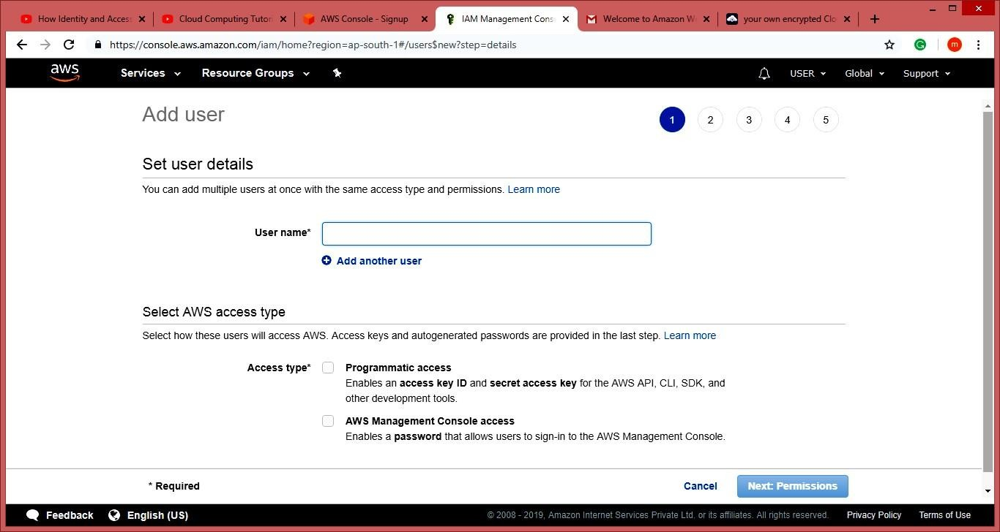 How Identity and Access
Cloud Computing Tutori
AWS Console - Signup
IAM Management Cons
Welcome to Amazon W
your own encrypted Clo
https://console.aws.amazon.com/iam/home?region=ap-south-1#/users$new?step=details
m
aws
Services
Resource Groups
USER
Global
Support
Add user
1 2 3 4 5
Set user details
You can add multiple users at once with the same access type and permissions. Learn more
User name*
Add another user
Select AWS access type
Select how these users will access AWS. Access keys and autogenerated passwords are provided in the last step. Learn more
Access type*
Programmatic access
Enables an access key ID and secret access key for the AWS API, CLI, SDK, and
other development tools.
AWS Management Console access
Enables a password that allows users to sign-in to the AWS Management Console.
* Required
Cancel
Next: Permissions
Feedback
English (US)
© 2008 - 2019, Amazon Internet Services Private Ltd. or its affiliates. All rights reserved.
Privacy Policy
Terms of Use